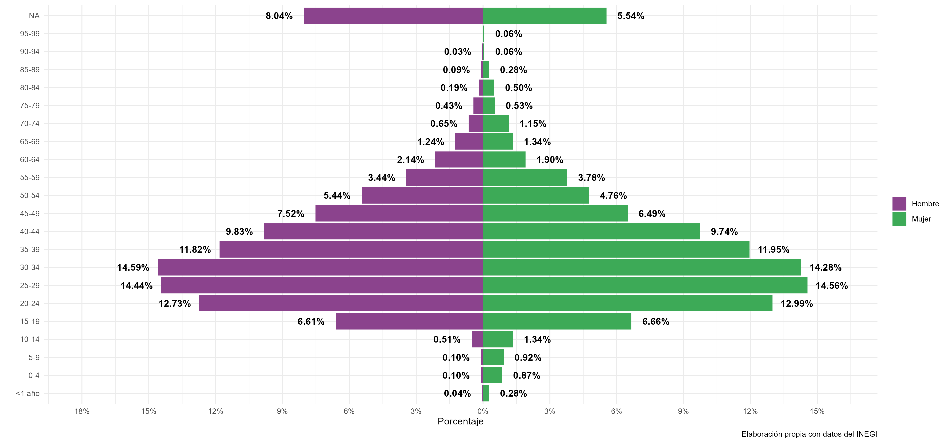 NA 8.04% 5.54%
95-99 0.06%
90-94 0.03% 0.06%
85-89 0.09% 0.28%
80-84 0.19% 0.50%
75-79 0.43% 0.53%
70-74 0.65% 1.15%
65-69 1.24% 1.34%
60-64 2.14% 1.90%
55-59 3.44% 3.78%
50-54 5.44% 4.76%
45-49 7.52% 6.49%
40-44 9.83% 9.74%
35-39 11.82% 11.95%
30-34 14.59% 14.28%
25-29 14.44% 14.56%
20-24 12.73% 12.99%
15-19 6.61% 6.66%
10-14 0.51% 1.34%
5-9 0.10% 0.92%
0-4 0.10% 0.87%
<1 año 0.04% 0.28%
18% 15% 12% 9% 6% 3% 0% 3% 6% 9% 12% 15%
Porcentaje
Hombre
Mujer
Elaboración propia con datos del INEGI